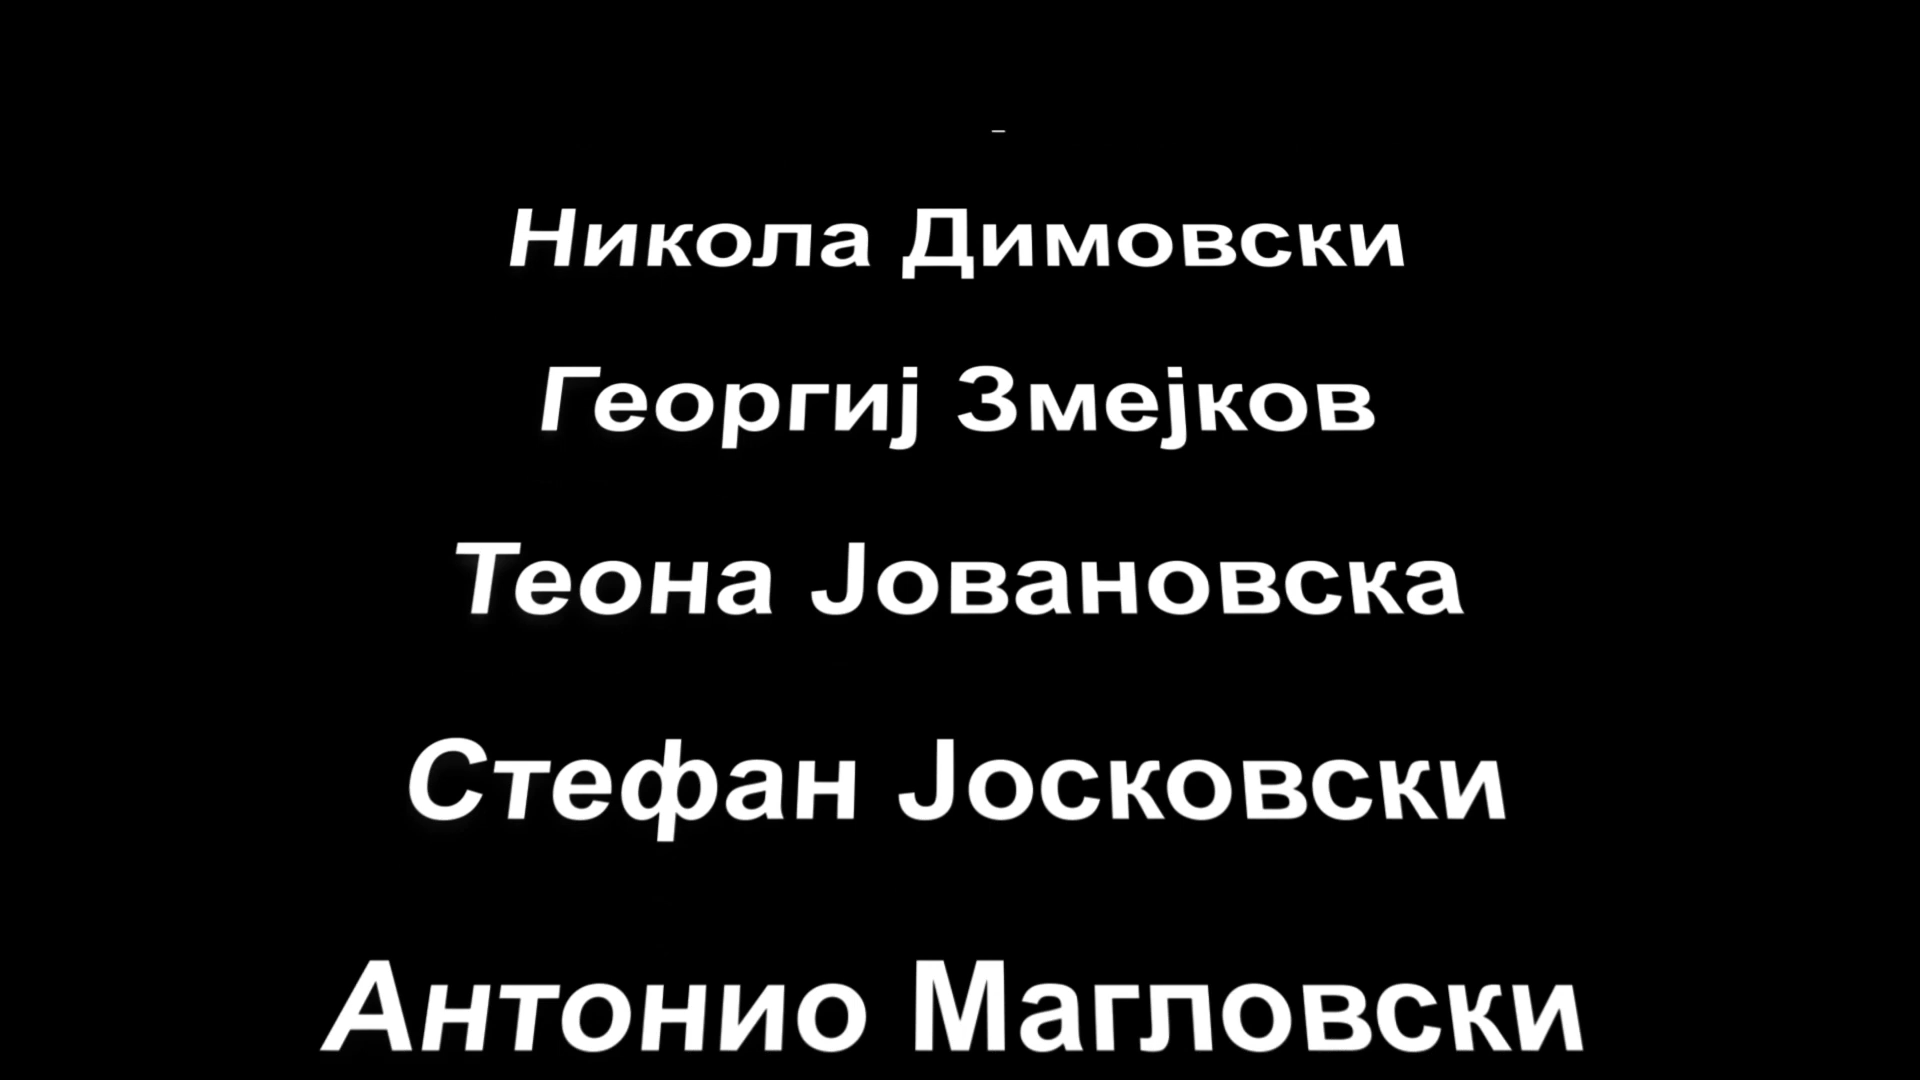 Никола Димовски
Георгиј Змејков
Теона Јовановска
Стефан Јосковски
Антонио Магловски